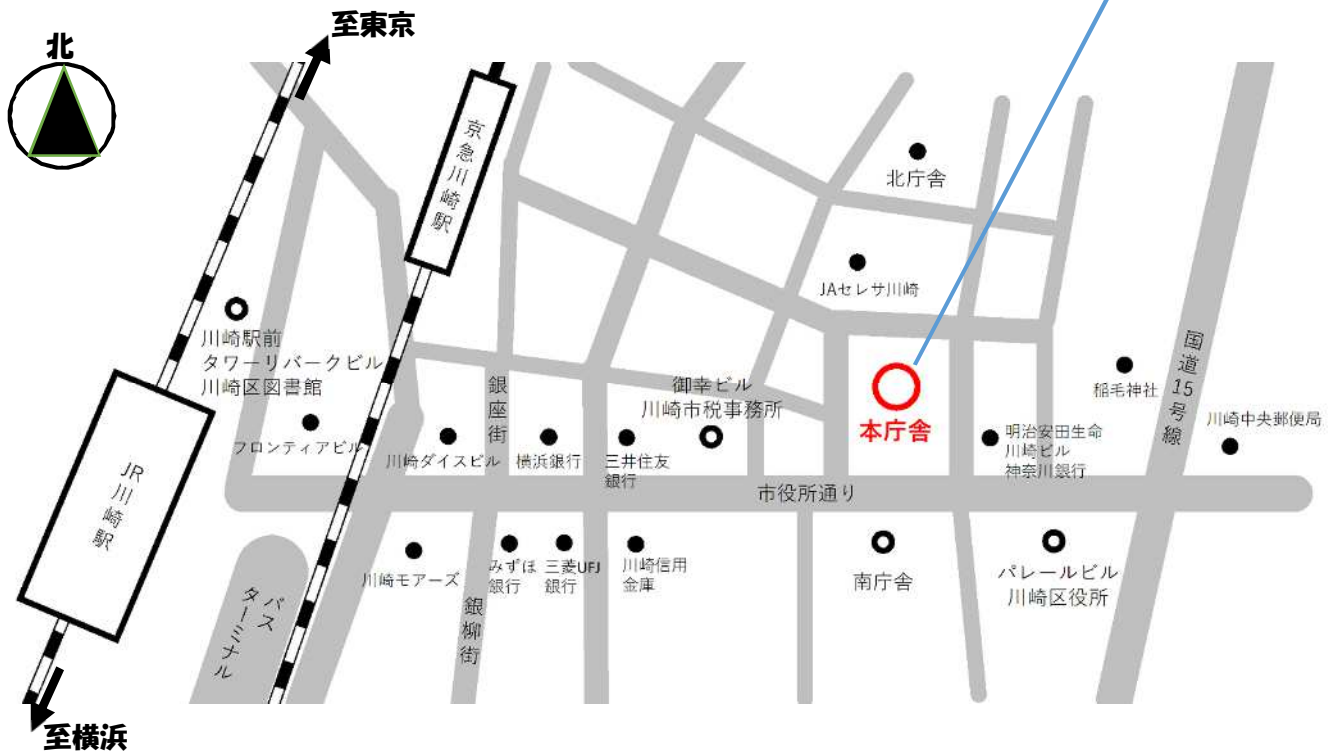 至東京
北
京急川崎駅
北庁舎
JAセレサ川崎
川崎駅前
タワーリバークビル
川崎区図書館
国道15号線
稲毛神社
川崎中央郵便局
銀座街
御幸ビル
川崎市税事務所
本庁舎
フロンティアビル
川崎ダイスビル
横浜銀行
三井住友
銀行
明治安田生命
川崎ビル
神奈川銀行
JR川崎駅
市役所通り
川崎モアーズ
みずほ
銀行
三菱UFJ
銀行
川崎信用
金庫
南庁舎
パレールビル
川崎区役所
バス
ターミナル
銀柳街
至横浜